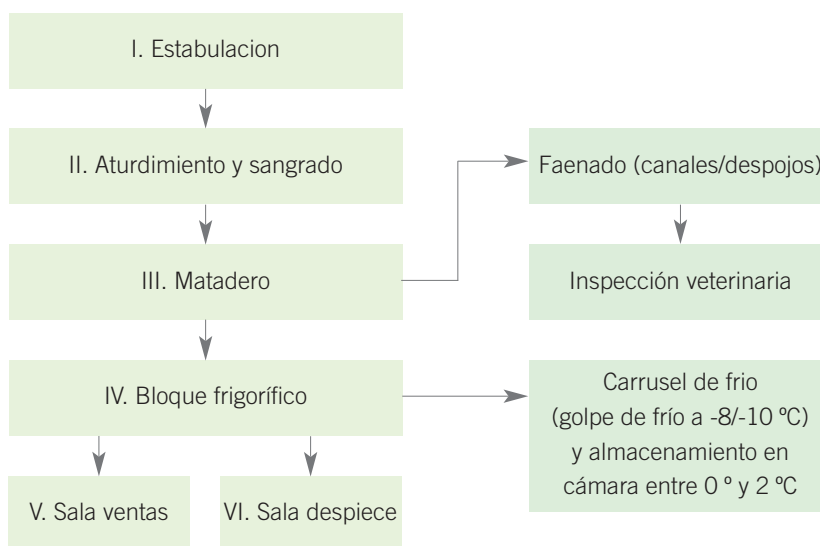 I. Estabulacion
II. Aturdimiento y sangrado
Faenado (canales/despojos)
III. Matadero
Inspección veterinaria
IV. Bloque frigorífico
Carrusel de frio
(golpe de frío a -8/-10 ºC)
y almacenamiento en
cámara entre 0 º y 2 ºC
V. Sala ventas
VI. Sala despiece